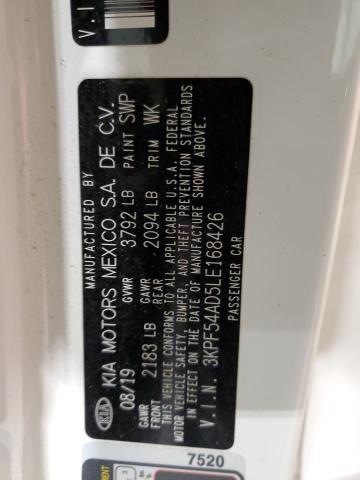 V.I
MANUFACTURED BY
KIA KIA MOTORS MEXICO S.A. DE C.V.
08/19 GVWR 3792 LB PAINT SWP
GAWR FRONT 2183 LB GAWR REAR 2094 LB TRIM WK
THIS VEHICLE CONFORMS TO ALL APPLICABLE U.S.A. FEDERAL
MOTOR VEHICLE SAFETY, BUMPER, AND THEFT PREVENTION STANDARDS
IN EFFECT ON THE DATE OF MANUFACTURE SHOWN ABOVE.
V.I.N. 3KPF54AD5LE168426
PASSENGER CAR
7520